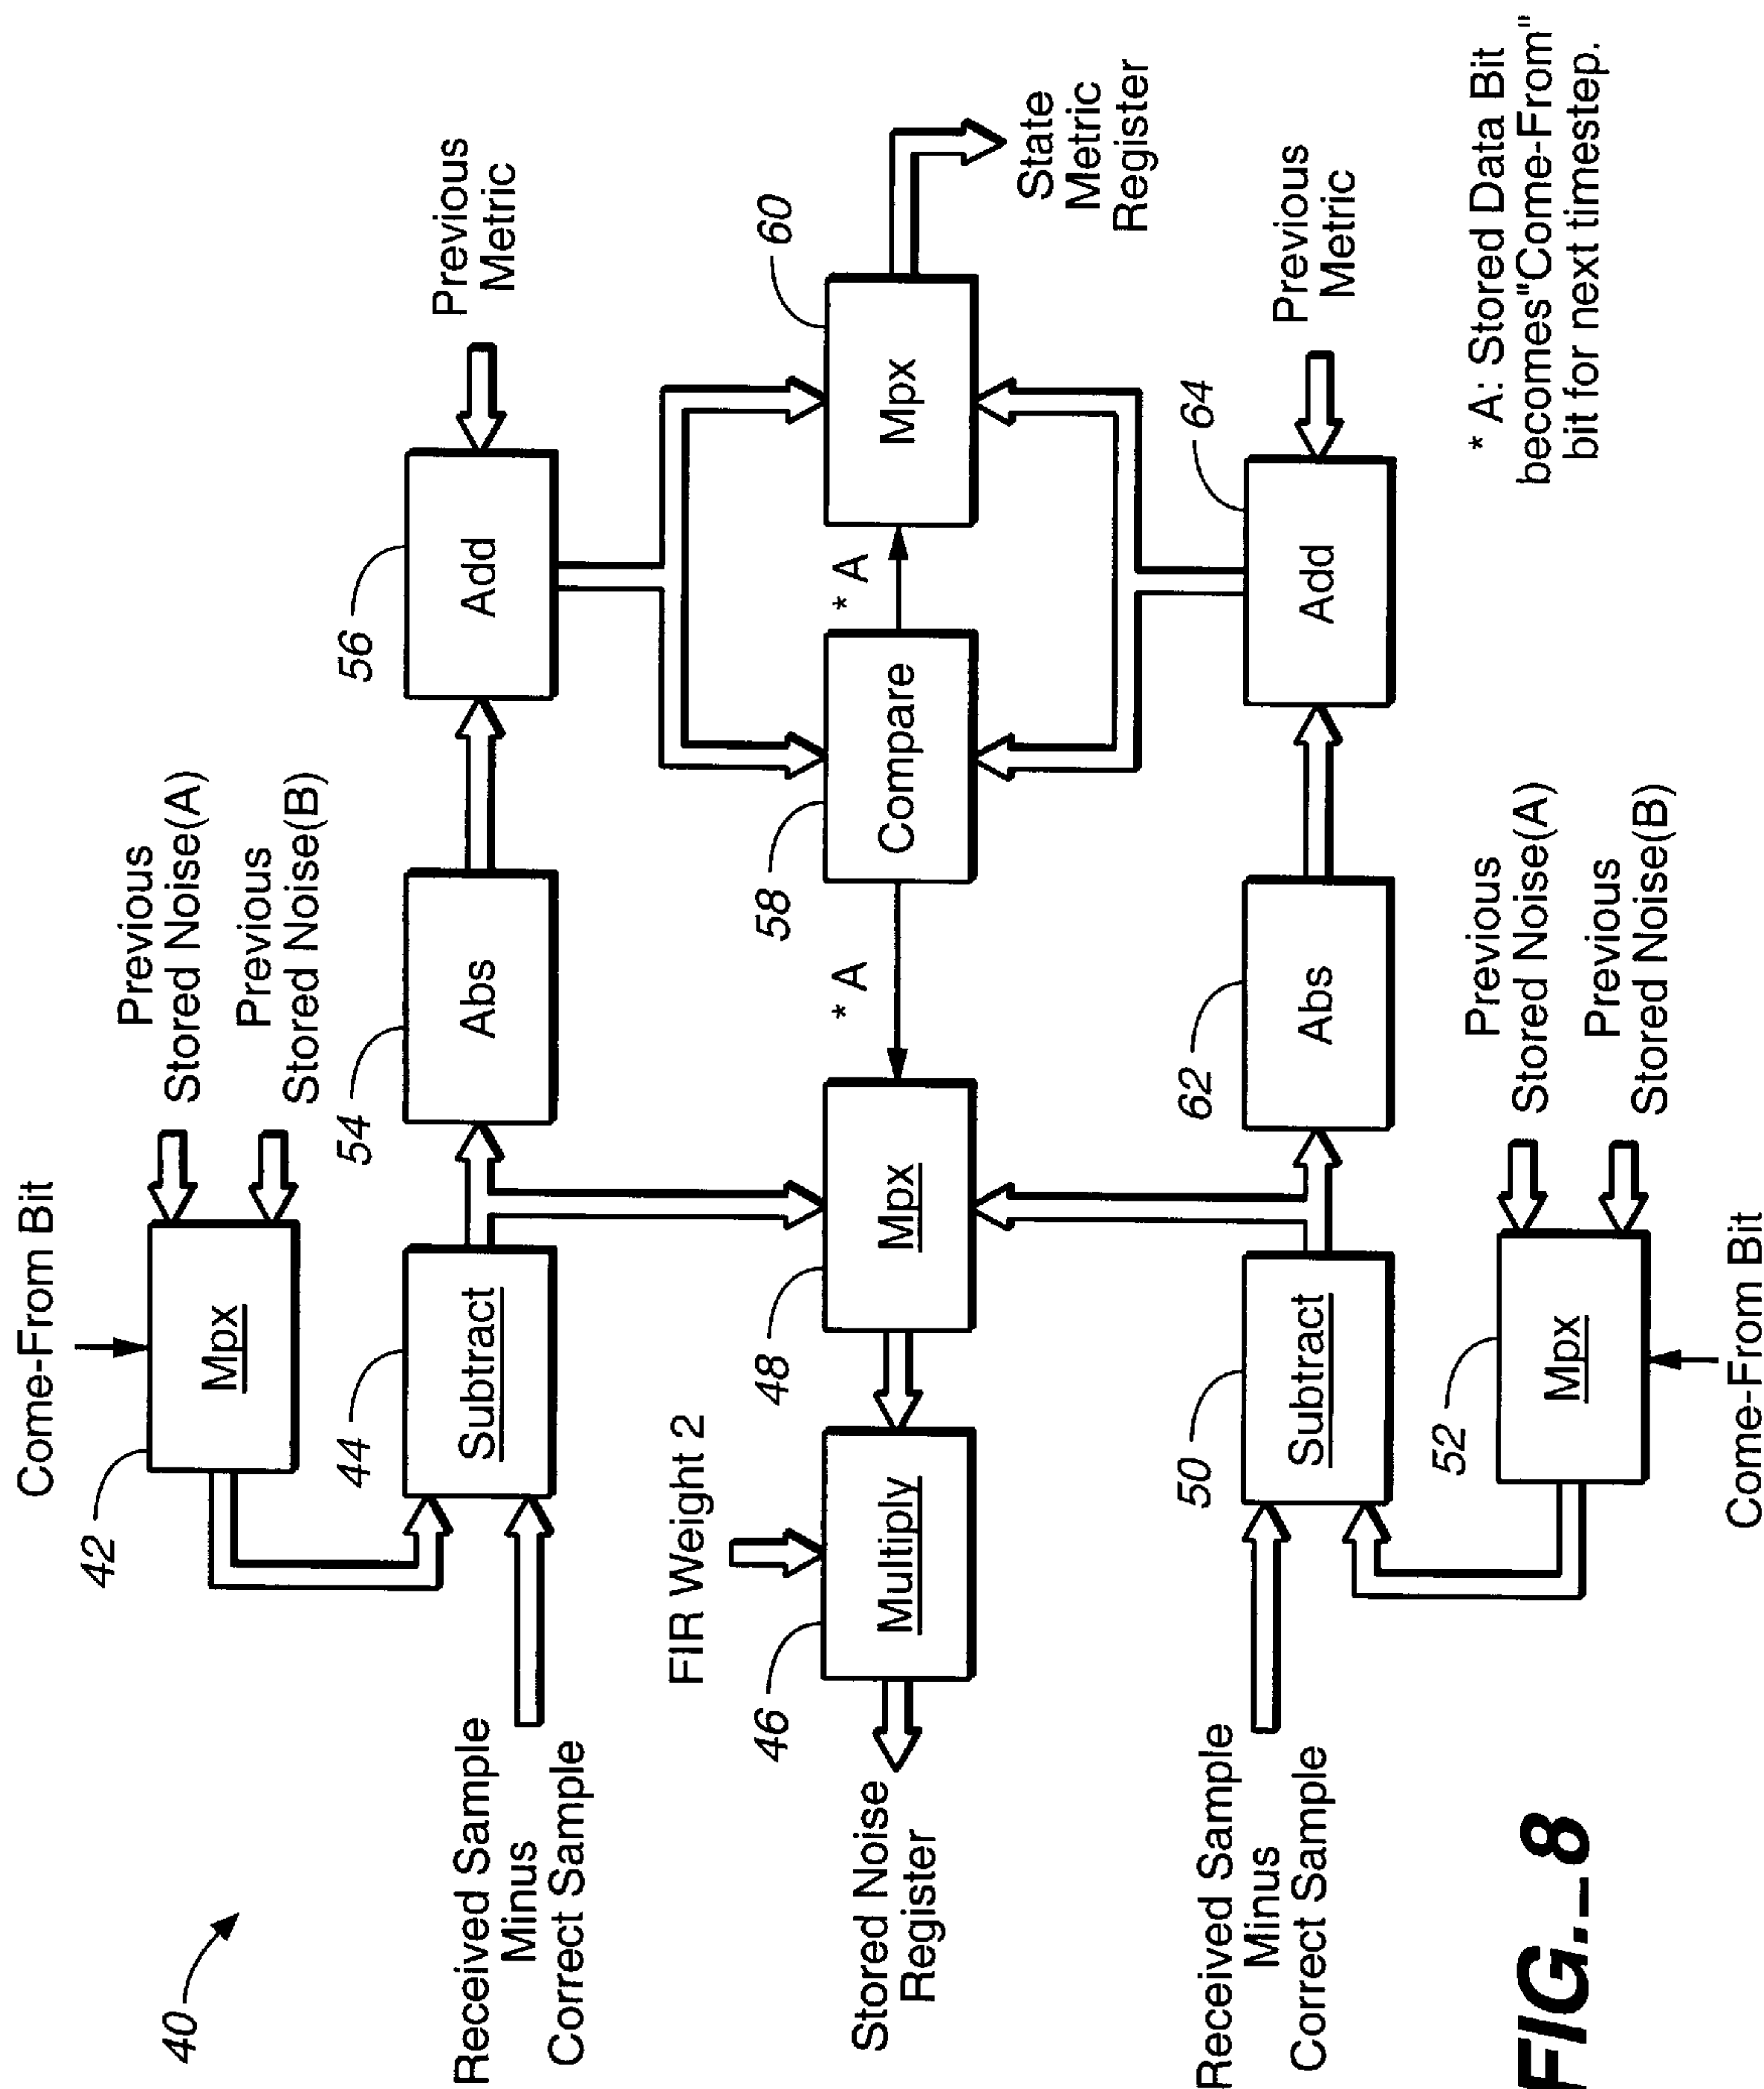 40
Come-From Bit
42
Mpx
Previous
Stored Noise(A)
Previous
Stored Noise(B)
44
Subtract
54
Abs
56
Add
Previous
Metric
Received Sample
Minus
Correct Sample
FIR Weight 2
46
Multiply
48
Mpx
* A
58
Compare
* A
60
Mpx
State
Metric
Register
Stored Noise
Register
Received Sample
Minus
Correct Sample
50
Subtract
62
Abs
64
Add
Previous
Metric
52
Mpx
Previous
Stored Noise(A)
Previous
Stored Noise(B)
Come-From Bit
* A: Stored Data Bit
becomes"Come-From"
bit for next timestep.
FIG._8